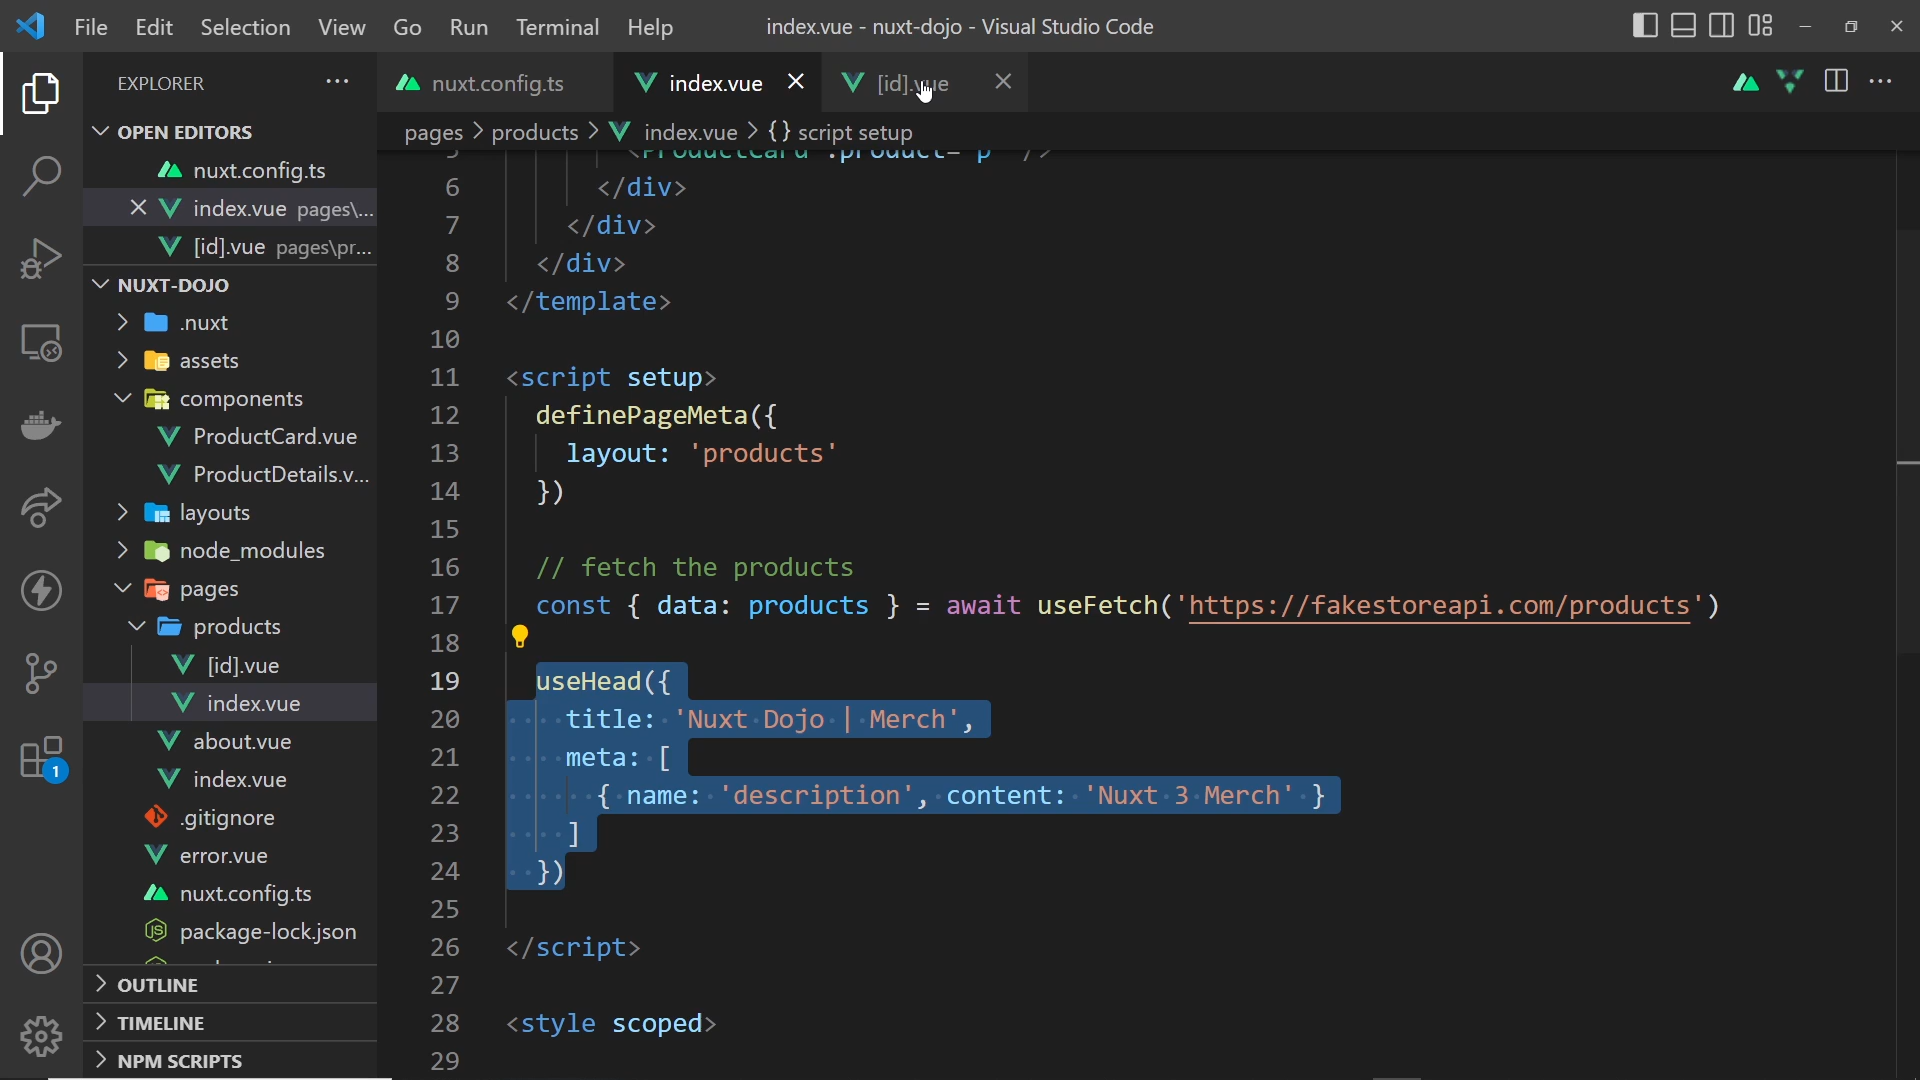 File Edit Selection View Go Run Terminal Help index.vue - nuxt-dojo - Visual Studio Code
EXPLORER
OPEN EDITORS
nuxt.config.ts
index.vue pages\...
[id].vue pages\pr...
NUXT-DOJO
.nuxt
assets
components
ProductCard.vue
ProductDetails.v...
layouts
node_modules
pages
products
[id].vue
index.vue
about.vue
index.vue
.gitignore
error.vue
nuxt.config.ts
package-lock.json
OUTLINE
TIMELINE
NPM SCRIPTS
1
nuxt.config.ts index.vue [id].vue
pages > products > index.vue > {} script setup
5 <ProductCard :product="p" />
6 </div>
7 </div>
8 </div>
9 </template>
10
11 <script setup>
12 definePageMeta({
13 layout: 'products'
14 })
15
16 // fetch the products
17 const { data: products } = await useFetch('https://fakestoreapi.com/products')
18
19 useHead({
20 title: 'Nuxt Dojo | Merch',
21 meta: [
22 { name: 'description', content: 'Nuxt 3 Merch' }
23 ]
24 })
25
26 </script>
27
28 <style scoped>
29